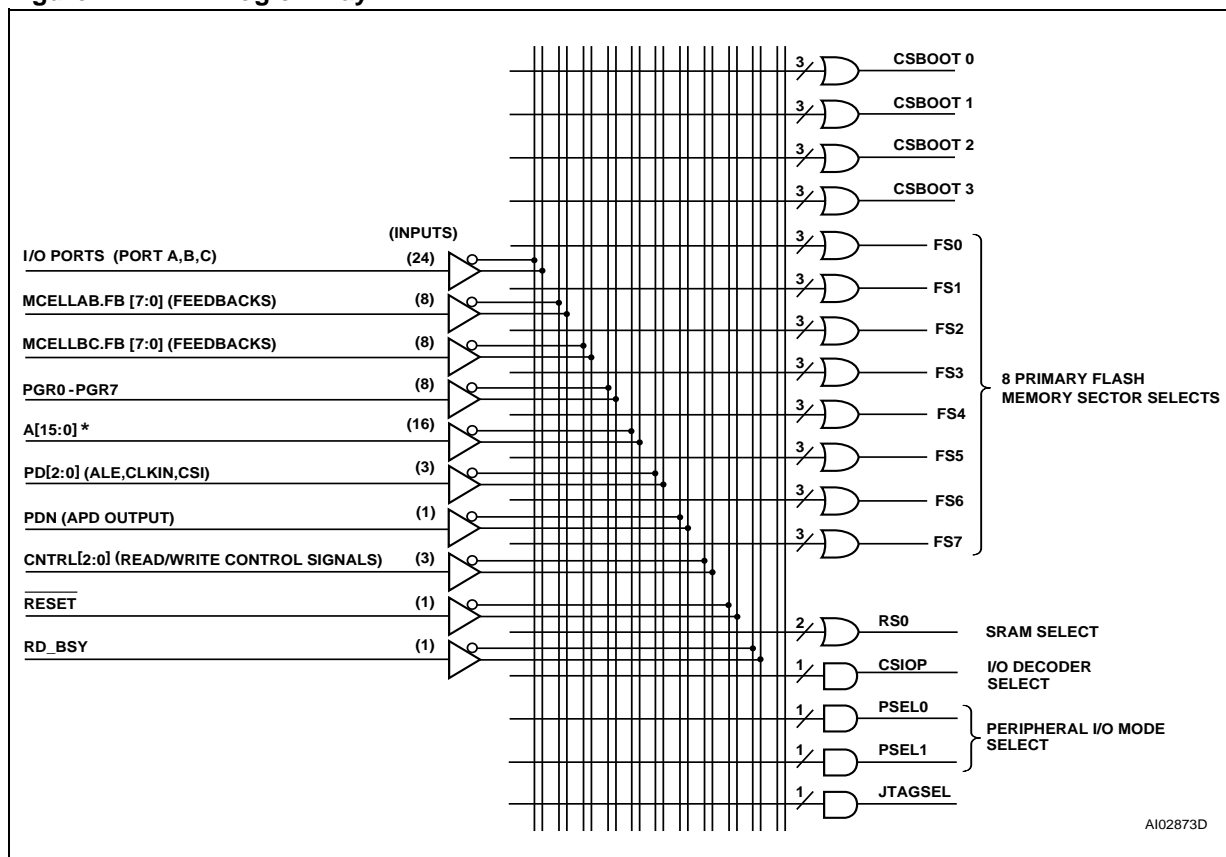 3 CSBOOT 0
3 CSBOOT 1
3 CSBOOT 2
3 CSBOOT 3
(INPUTS)
I/O PORTS (PORT A,B,C) (24)
MCELLAB.FB [7:0] (FEEDBACKS) (8)
MCELLBC.FB [7:0] (FEEDBACKS) (8)
PGR0 -PGR7 (8)
A[15:0] * (16)
PD[2:0] (ALE,CLKIN,CSI) (3)
PDN (APD OUTPUT) (1)
CNTRL[2:0] (READ/WRITE CONTROL SIGNALS) (3)
RESET (1)
RD_BSY (1)
3 FS0
3 FS1
3 FS2
3 FS3
3 FS4
3 FS5
3 FS6
3 FS7
8 PRIMARY FLASH
MEMORY SECTOR SELECTS
2 RS0 SRAM SELECT
1 CSIOP I/O DECODER
SELECT
1 PSEL0
1 PSEL1
PERIPHERAL I/O MODE
SELECT
1 JTAGSEL
AI02873D